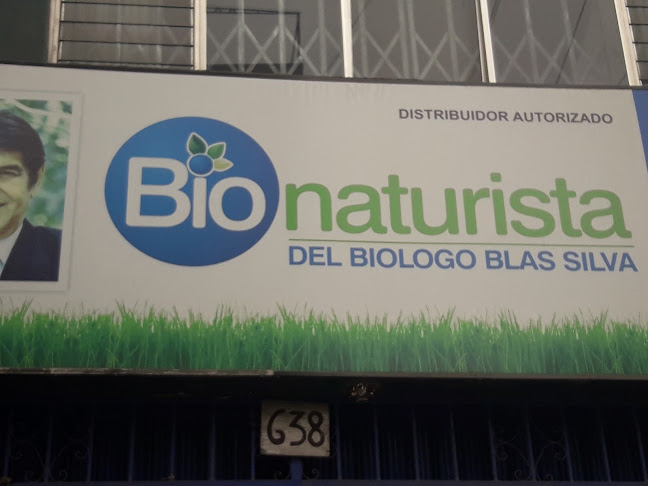 DISTRIBUIDOR AUTORIZADO
Bionaturista
DEL BIOLOGO BLAS SILVA
638